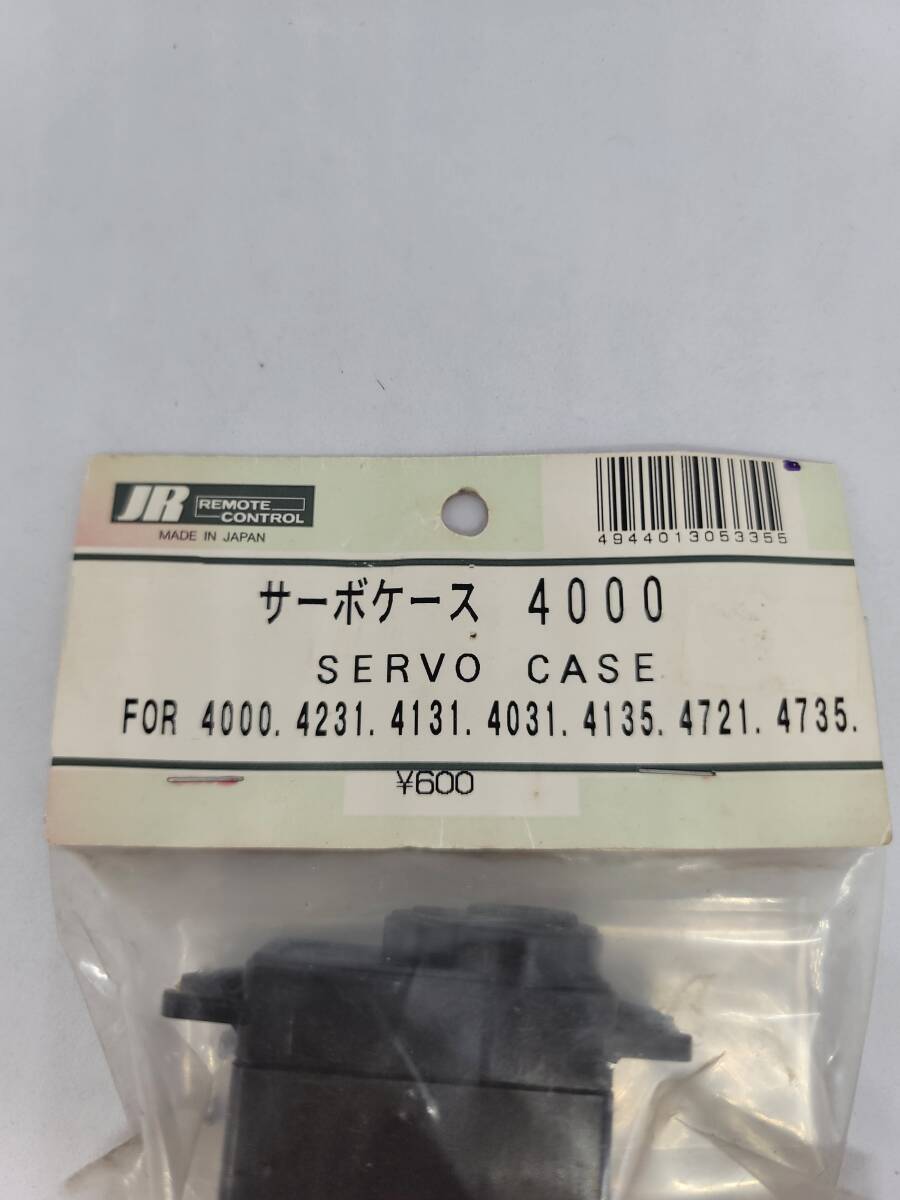 JR REMOTE CONTROL
MADE IN JAPAN
4944013053355
サーボケース 4000
SERVO CASE
FOR 4000. 4231. 4131. 4031. 4135. 4721. 4735.
¥600